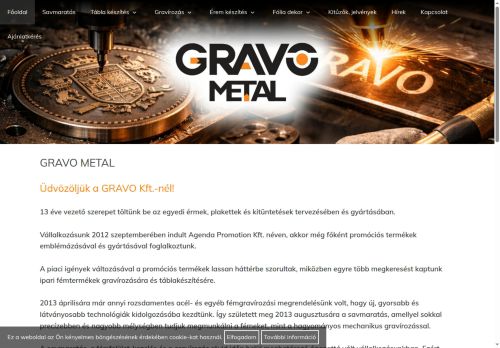 Főoldal Savmaratás Tábla készítés Gravírozás Érem készítés Fólia dekor Kitűzők, jelvények Hírek Kapcsolat
Ajánlatkérés
GRAVO
METAL
GRAVO
GRAVO METAL
Üdvözöljük a GRAVO Kft.-nél!
13 éve vezető szerepet töltünk be az egyedi érmek, plakettek és kitüntetések tervezésében és gyártásában.
Vállalkozásunk 2012 szeptemberében indult Agenda Promotion Kft. néven, akkor még főként promóciós termékek
emblémázásával és gyártásával foglalkoztunk.
A piaci igények változásával a promóciós termékek lassan háttérbe szorultak, miközben egyre több megkeresést kaptunk
ipari fémtermékek gravírozására és táblakészítésére.
2013 áprilisára már annyi rozsdamentes acél- és egyéb fémgravírozási megrendelésünk volt, hogy új, gyorsabb és
látványosabb technológiák kidolgozásába kezdtünk. Így született meg 2013 augusztusára a savmaratás, amellyel sokkal
precízebben és nagyobb mélységben tudjuk megmunkálni a fémeket, mint a hagyományos mechanikus gravírozással.
Ez a weboldal az Ön kényelmes böngészésének érdekében cookie-kat használ. Elfogadom További információ